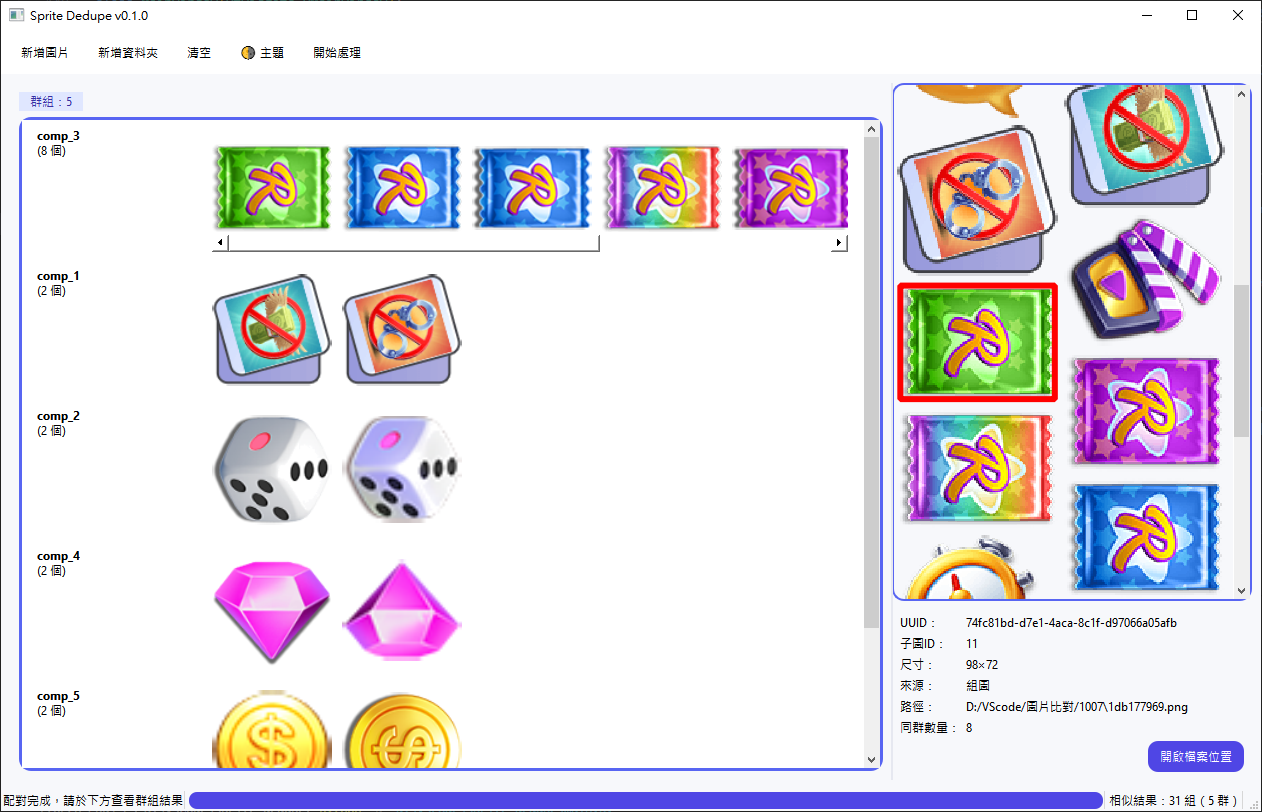 Sprite Dedupe v0.1.0
新增圖片 新增資料夾 清空 主題 開始處理
群組：5
comp_3
(8 個)
comp_1
(2 個)
comp_2
(2 個)
comp_4
(2 個)
comp_5
(2 個)
UUID： 74fc81bd-d7e1-4aca-8c1f-d97066a05afb
子圖ID： 11
尺寸： 98×72
來源： 組圖
路徑： D:/VScode/圖片比對/1007\1db177969.png
同群數量： 8
開啟檔案位置
配對完成，請於下方查看群組結果 相似結果：31 組 ( 5 群 )